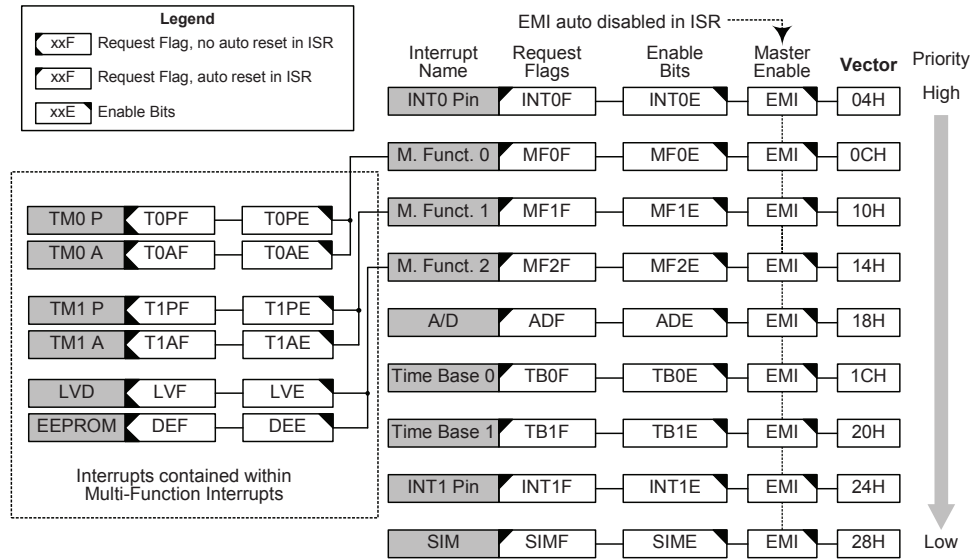 Legend
xxF Request Flag, no auto reset in ISR
xxF Request Flag, auto reset in ISR
xxE Enable Bits
EMI auto disabled in ISR
Interrupt Name
Request Flags
Enable Bits
Master Enable
Vector
Priority
High
INT0 Pin INT0F INT0E EMI 04H
M. Funct. 0 MF0F MF0E EMI 0CH
M. Funct. 1 MF1F MF1E EMI 10H
M. Funct. 2 MF2F MF2E EMI 14H
A/D ADF ADE EMI 18H
Time Base 0 TB0F TB0E EMI 1CH
Time Base 1 TB1F TB1E EMI 20H
INT1 Pin INT1F INT1E EMI 24H
SIM SIMF SIME EMI 28H
Low
TM0 P T0PF T0PE
TM0 A T0AF T0AE
TM1 P T1PF T1PE
TM1 A T1AF T1AE
LVD LVF LVE
EEPROM DEF DEE
Interrupts contained within
Multi-Function Interrupts